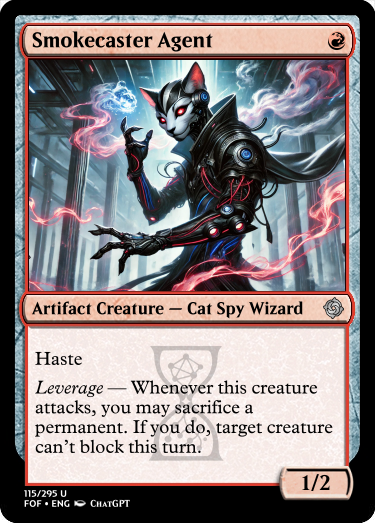 Smokecaster Agent
Artifact Creature — Cat Spy Wizard
Haste
Leverage — Whenever this creature
attacks, you may sacrifice a
permanent. If you do, target creature
can't block this turn.
1/2
115/295 U
FOF • ENG ChatGPT